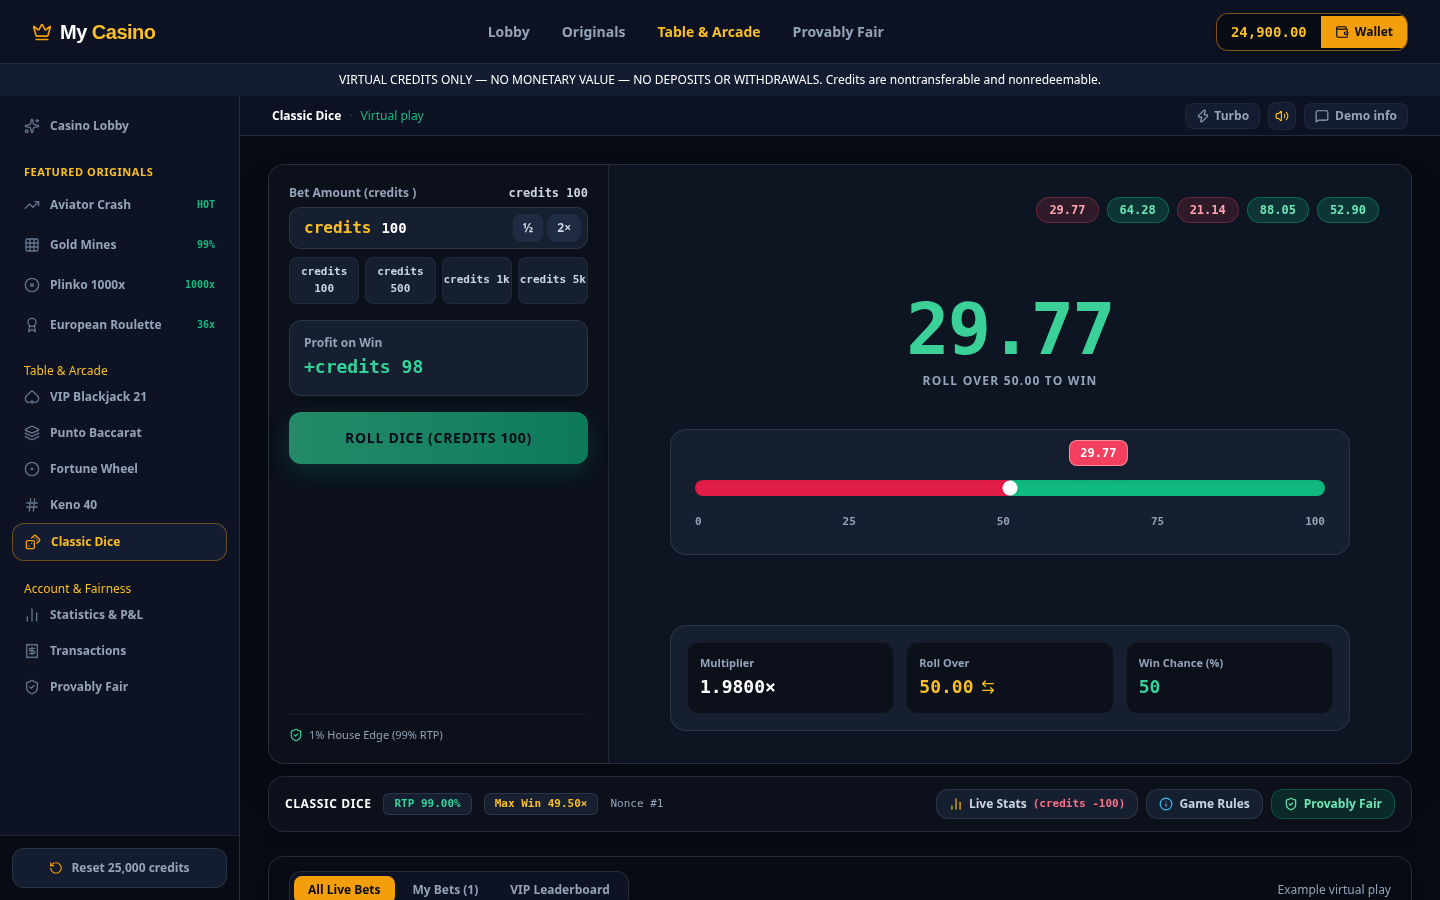 My Casino
Lobby
Originals
Table & Arcade
Provably Fair
24,900.00
Wallet
VIRTUAL CREDITS ONLY — NO MONETARY VALUE — NO DEPOSITS OR WITHDRAWALS. Credits are nontransferable and nonredeemable.
Casino Lobby
FEATURED ORIGINALS
Aviator Crash HOT
Gold Mines 99%
Plinko 1000x 1000x
European Roulette 36x
Table & Arcade
VIP Blackjack 21
Punto Baccarat
Fortune Wheel
Keno 40
Classic Dice
Account & Fairness
Statistics & P&L
Transactions
Provably Fair
Reset 25,000 credits
Classic Dice · Virtual play
Turbo
Demo info
Bet Amount (credits ) credits 100
credits 100 ½ 2×
credits 100
credits 500
credits 1k
credits 5k
Profit on Win
+credits 98
ROLL DICE (CREDITS 100)
1% House Edge (99% RTP)
29.77 64.28 21.14 88.05 52.90
29.77
ROLL OVER 50.00 TO WIN
29.77
0 25 50 75 100
Multiplier
1.9800×
Roll Over
50.00
Win Chance (%)
50
CLASSIC DICE RTP 99.00% Max Win 49.50× Nonce #1
Live Stats (credits -100)
Game Rules
Provably Fair
All Live Bets
My Bets (1)
VIP Leaderboard
Example virtual play